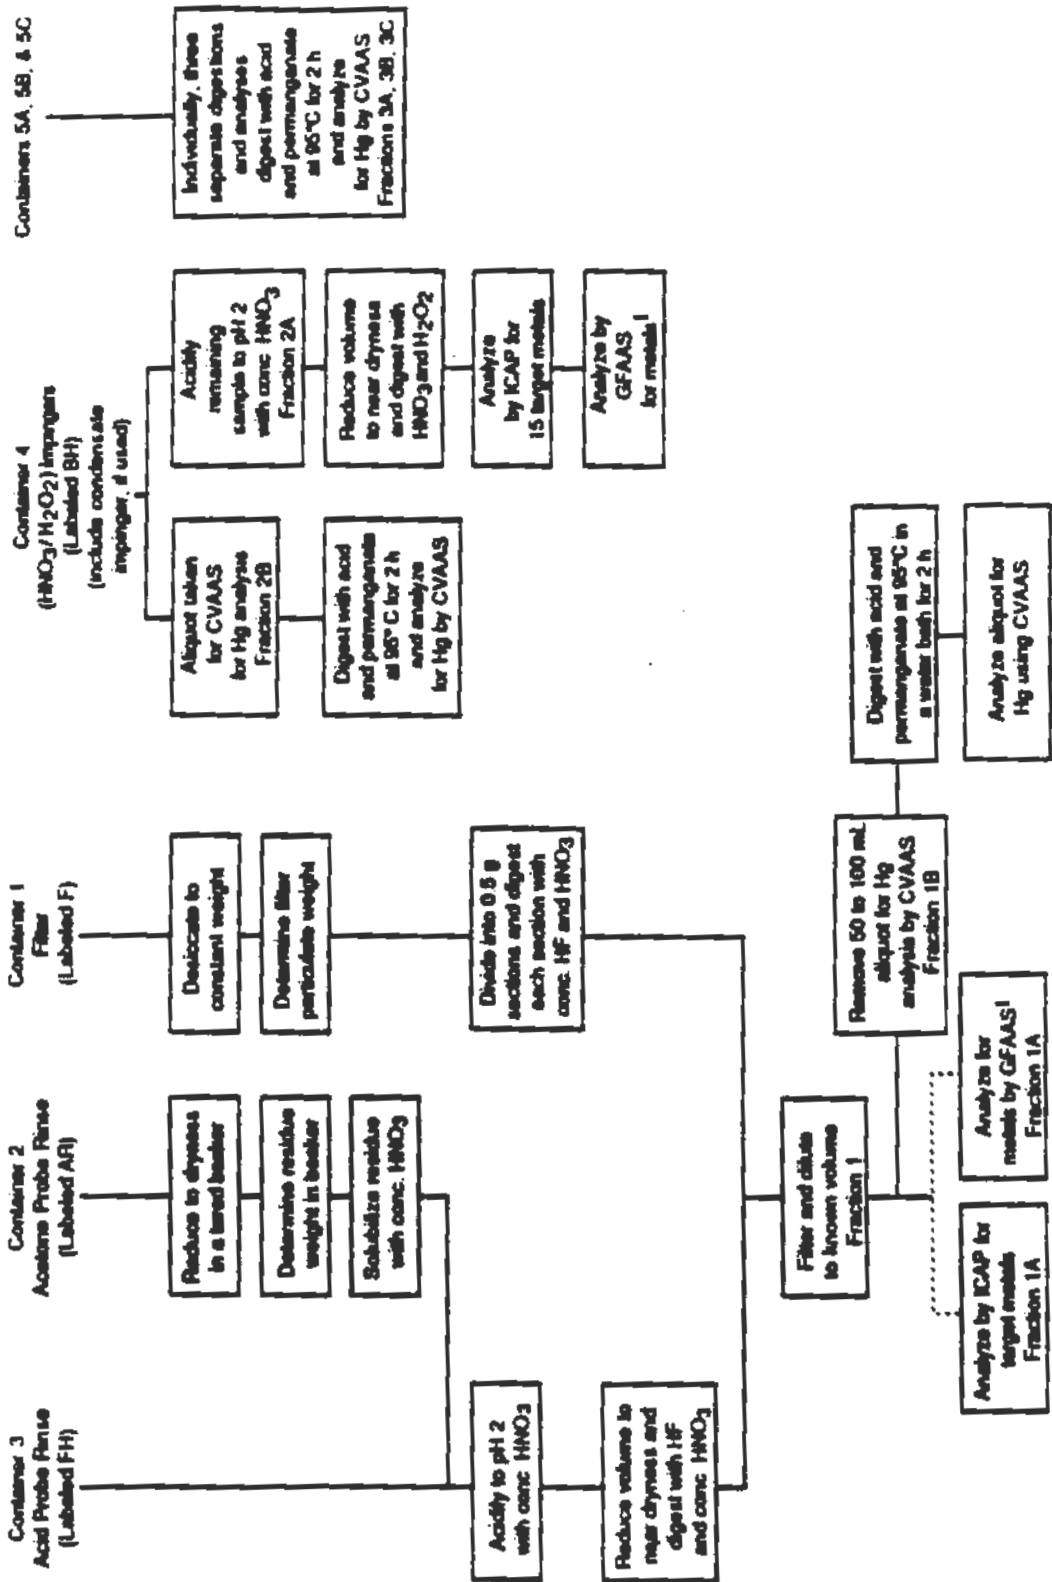 Container 3
Acid Probe Rinse
(Labeled FH)
Acidify to pH 2
with conc HNO3
Reduce volume to
near dryness and
digest with HF
and conc HNO3
Container 2
Acetone Probe Rinse
(Labeled AR)
Reduce to dryness
in a tared beaker
Determine residue
weight in beaker
Solubilize residue
with conc. HNO3
Container 1
Filter
(Labeled F)
Desiccate to
constant weight
Determine filter
particulate weight
Divide into 0.5 g
sections and digest
each section with
conc. HF and HNO3
Filter and dilute
to known volume
Fraction 1
Analyze by ICAP for
target metals
Fraction 1A
Analyze for
metals by GFAAS1
Fraction 1A
Remove 50 to 100 mL
aliquot for Hg
analysis by CVAAS
Fraction 1B
Digest with acid and
permanganate at 95°C in
a water bath for 2 h
Analyze aliquot for
Hg using CVAAS
Container 4
(HNO3/H2O2) Impingers
(Labeled BH)
(include condensate
impinger, if used)
Aliquot taken
for CVAAS
for Hg analysis
Fraction 2B
Digest with acid
and permanganate
at 95°C for 2 h
and analyze
for Hg by CVAAS
Acidify
remaining
sample to pH 2
with conc HNO3
Fraction 2A
Reduce volume
to near dryness
and digest with
HNO3 and H2O2
Analyze
by ICAP for
15 target metals
Analyze by
GFAAS
for metals1
Containers 5A, 5B, & 5C
Individually, three
separate digestions
and analyses
digest with acid
and permanganate
at 95°C for 2 h
and analyze
for Hg by CVAAS
Fractions 3A, 3B, 3C